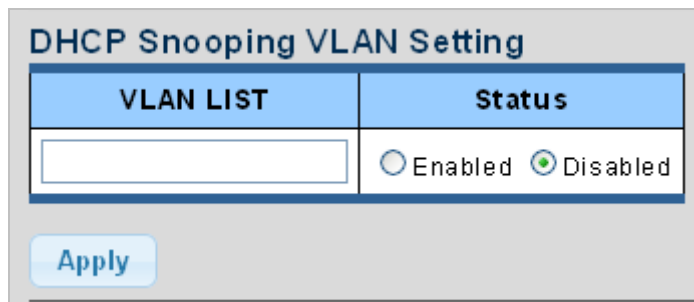 DHCP Snooping VLAN Setting
VLAN LIST Status
Enabled Disabled
Apply